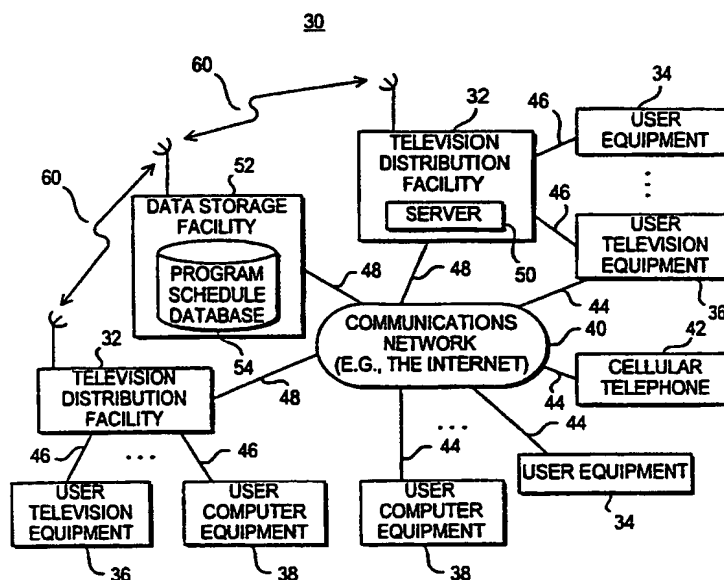 30
60
32
46
34
USER
EQUIPMENT
52
TELEVISION
DISTRIBUTION
FACILITY
SERVER
50
60
DATA STORAGE
FACILITY
PROGRAM
SCHEDULE
DATABASE
54
46
USER
TELEVISION
EQUIPMENT
36
48
48
44
COMMUNICATIONS
NETWORK
(E.G., THE INTERNET)
40
42
CELLULAR
TELEPHONE
44
32
TELEVISION
DISTRIBUTION
FACILITY
48
46
...
46
...
44
44
USER EQUIPMENT
34
USER
TELEVISION
EQUIPMENT
36
USER
COMPUTER
EQUIPMENT
38
USER
COMPUTER
EQUIPMENT
38